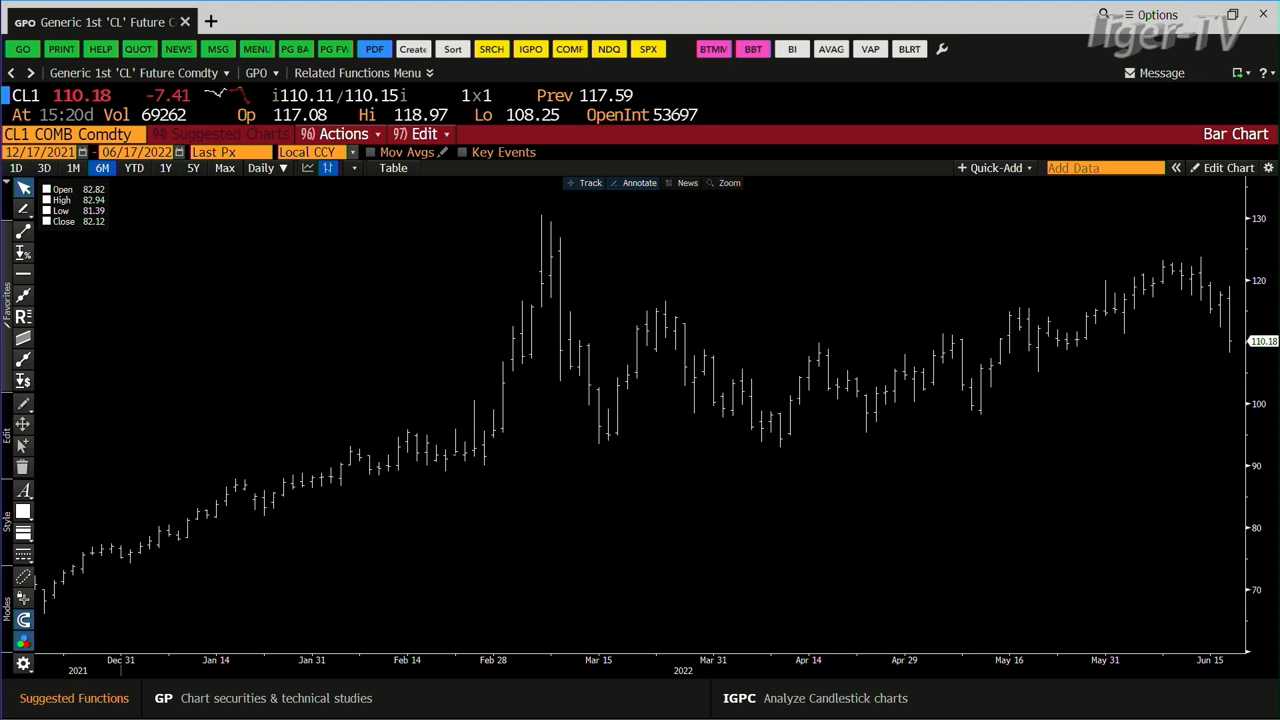 GPO Generic 1st 'CL' Future C × +
Options
Tiger-TV
GO PRINT HELP QUOT NEWS MSG MENU PG BA PG FW PDF Create Sort SRCH IGPO COMF NDQ SPX BTMM BBT BI AVAG VAP BLRT
Generic 1st 'CL' Future Comdty GPO Related Functions Menu Message ?
CL1 110.18 -7.41 i110.11/110.15i 1x1 Prev 117.59
At 15:20d Vol 69262 Op 117.08 Hi 118.97 Lo 108.25 OpenInt 53697
CL1 COMB Comdty 94) Suggested Charts 96) Actions 97) Edit Bar Chart
12/17/2021 - 06/17/2022 Last Px Local CCY Mov Avgs Key Events
1D 3D 1M 6M YTD 1Y 5Y Max Daily ▼ Table + Quick-Add Add Data « Edit Chart
Track Annotate News Zoom
Open 82.82
High 82.94
Low 81.39
Close 82.12
Favorites
Edit
Style
Modes
130
120
110.18
100
90
80
70
Dec 31 Jan 14 Jan 31 Feb 14 Feb 28 Mar 15 Mar 31 Apr 14 Apr 29 May 16 May 31 Jun 15
2021 2022
Suggested Functions GP Chart securities & technical studies IGPC Analyze Candlestick charts